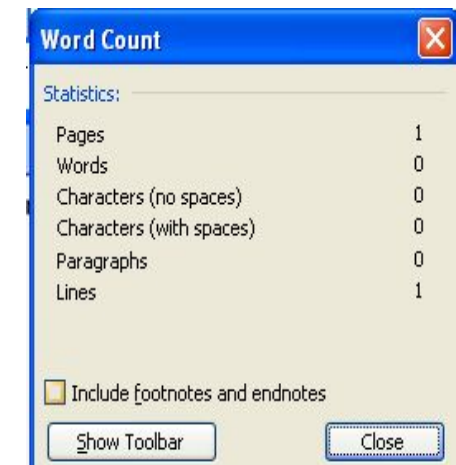 Word Count
Statistics:
Pages 1
Words 0
Characters (no spaces) 0
Characters (with spaces) 0
Paragraphs 0
Lines 1
Include footnotes and endnotes
Show Toolbar Close